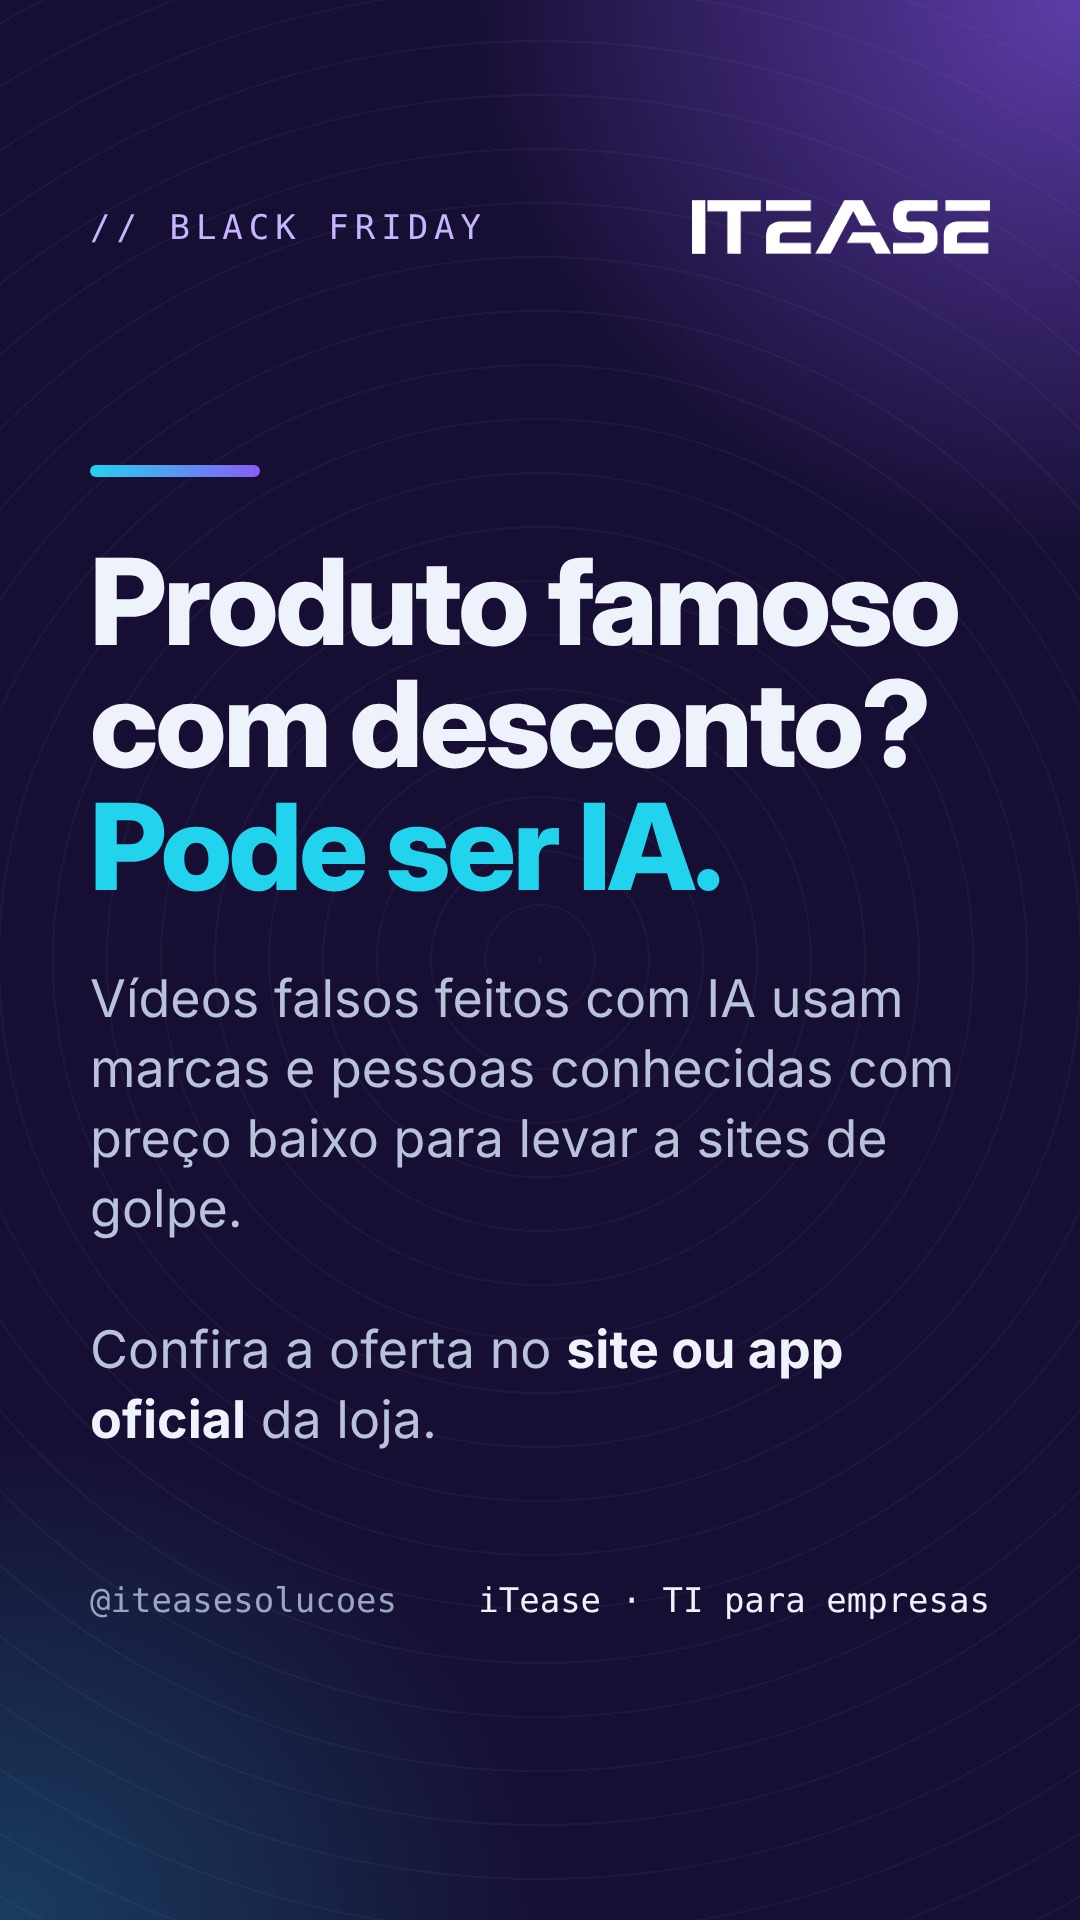 // BLACK FRIDAY
ITEASE
Produto famoso
com desconto?
Pode ser IA.
Vídeos falsos feitos com IA usam
marcas e pessoas conhecidas com
preço baixo para levar a sites de
golpe.
Confira a oferta no site ou app
oficial da loja.
@iteasesolucoes
iTease · TI para empresas